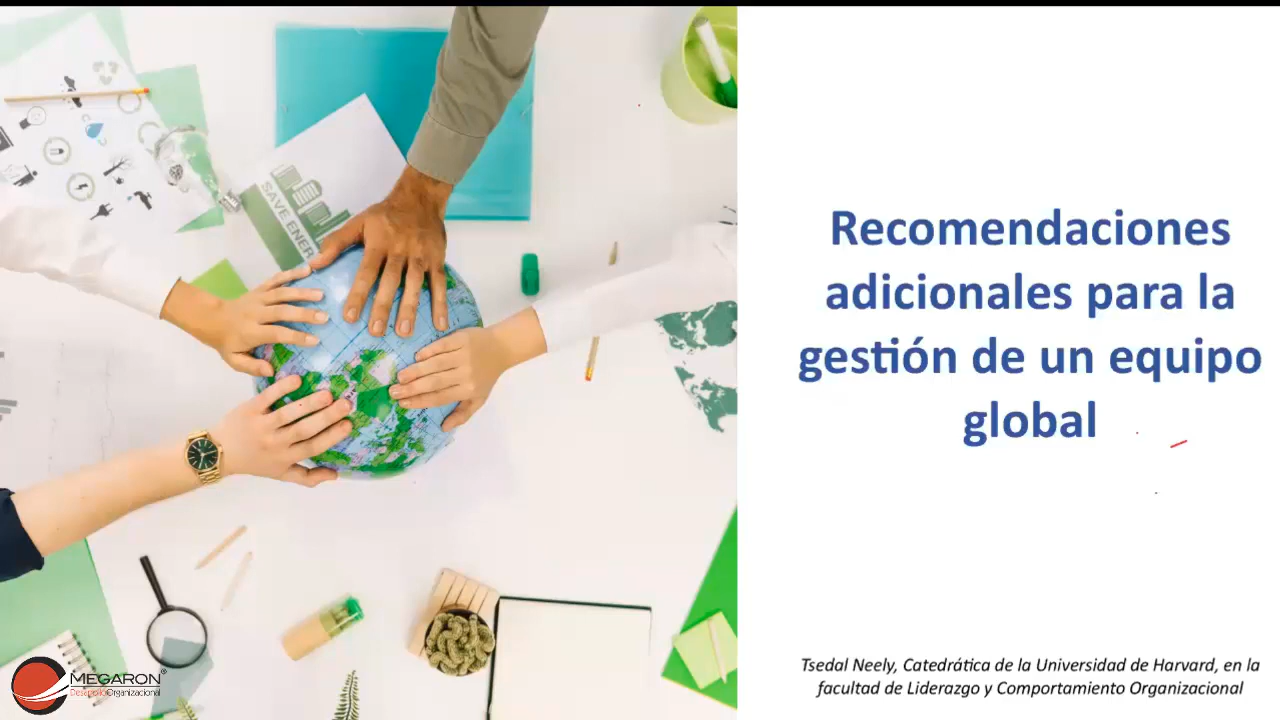 SAVE ENER
Recomendaciones
adicionales para la
gestión de un equipo
global
Tsedal Neely, Catedrática de la Universidad de Harvard, en la
facultad de Liderazgo y Comportamiento Organizacional
MEGARON®
Desarrollo Organizacional